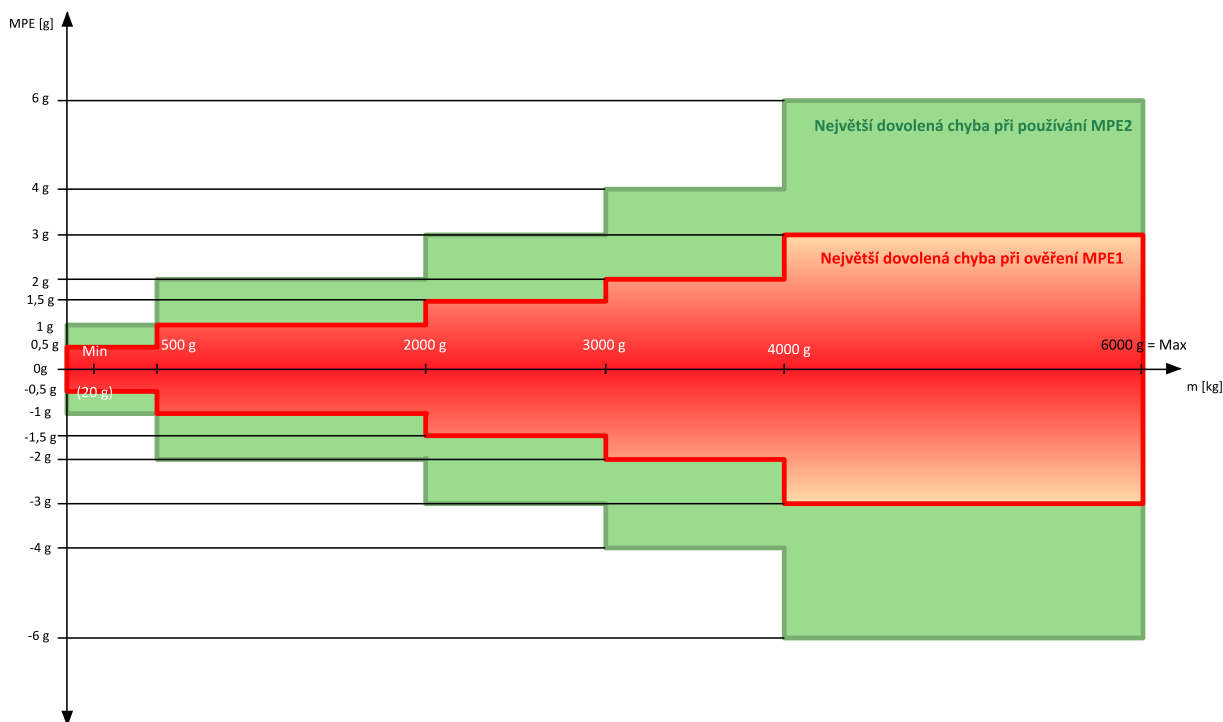 MPE [g]
6 g
Největší dovolená chyba při používání MPE2
4 g
3 g
Největší dovolená chyba při ověření MPE1
2 g
1,5 g
1 g
0,5 g
Min
500 g
2000 g
3000 g
4000 g
6000 g = Max
0g
m [kg]
-0,5 g
(20 g)
-1 g
-1,5 g
-2 g
-3 g
-4 g
-6 g